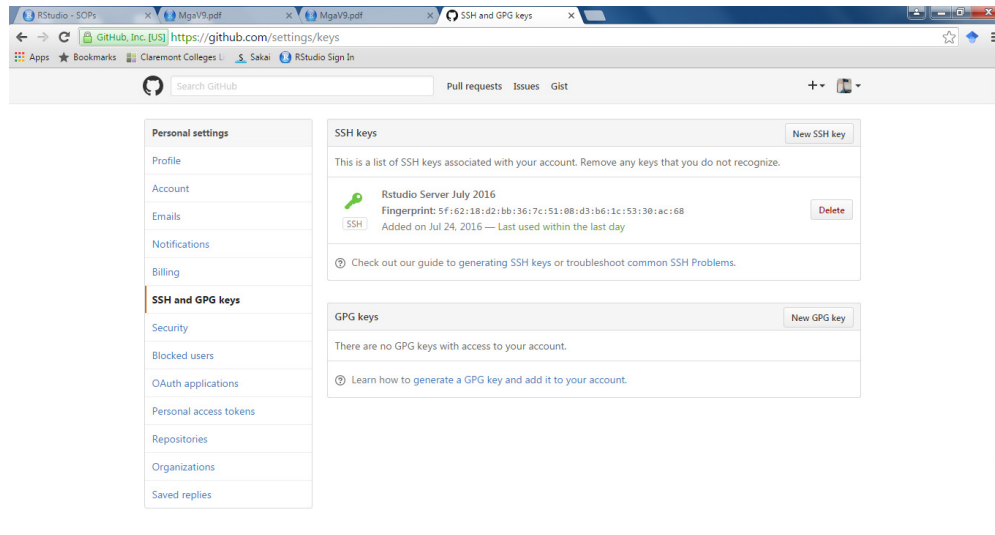 RStudio - SOPs
MgaV9.pdf
MgaV9.pdf
SSH and GPG keys
GitHub, Inc. [US] https://github.com/settings/keys
Apps Bookmarks Claremont Colleges Li Sakai RStudio Sign In
Search GitHub
Pull requests Issues Gist
Personal settings
Profile
Account
Emails
Notifications
Billing
SSH and GPG keys
Security
Blocked users
OAuth applications
Personal access tokens
Repositories
Organizations
Saved replies
SSH keys
New SSH key
This is a list of SSH keys associated with your account. Remove any keys that you do not recognize.
Rstudio Server July 2016
Fingerprint: 5f:62:18:d2:bb:36:7c:51:08:d3:b6:1c:53:30:ac:68
SSH
Added on Jul 24, 2016 — Last used within the last day
Delete
Check out our guide to generating SSH keys or troubleshoot common SSH Problems.
GPG keys
New GPG key
There are no GPG keys with access to your account.
Learn how to generate a GPG key and add it to your account.